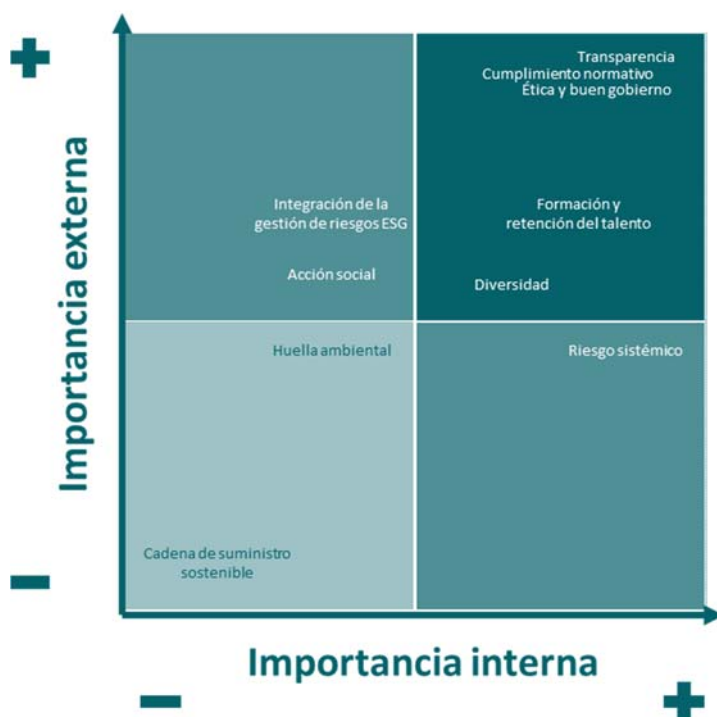 +
Transparencia
Cumplimiento normativo
Ética y buen gobierno
Integración de la
gestión de riesgos ESG
Formación y
retención del talento
Acción social
Diversidad
Huella ambiental
Riesgo sistémico
Cadena de suministro
sostenible
Importancia externa
-
Importancia interna
- +